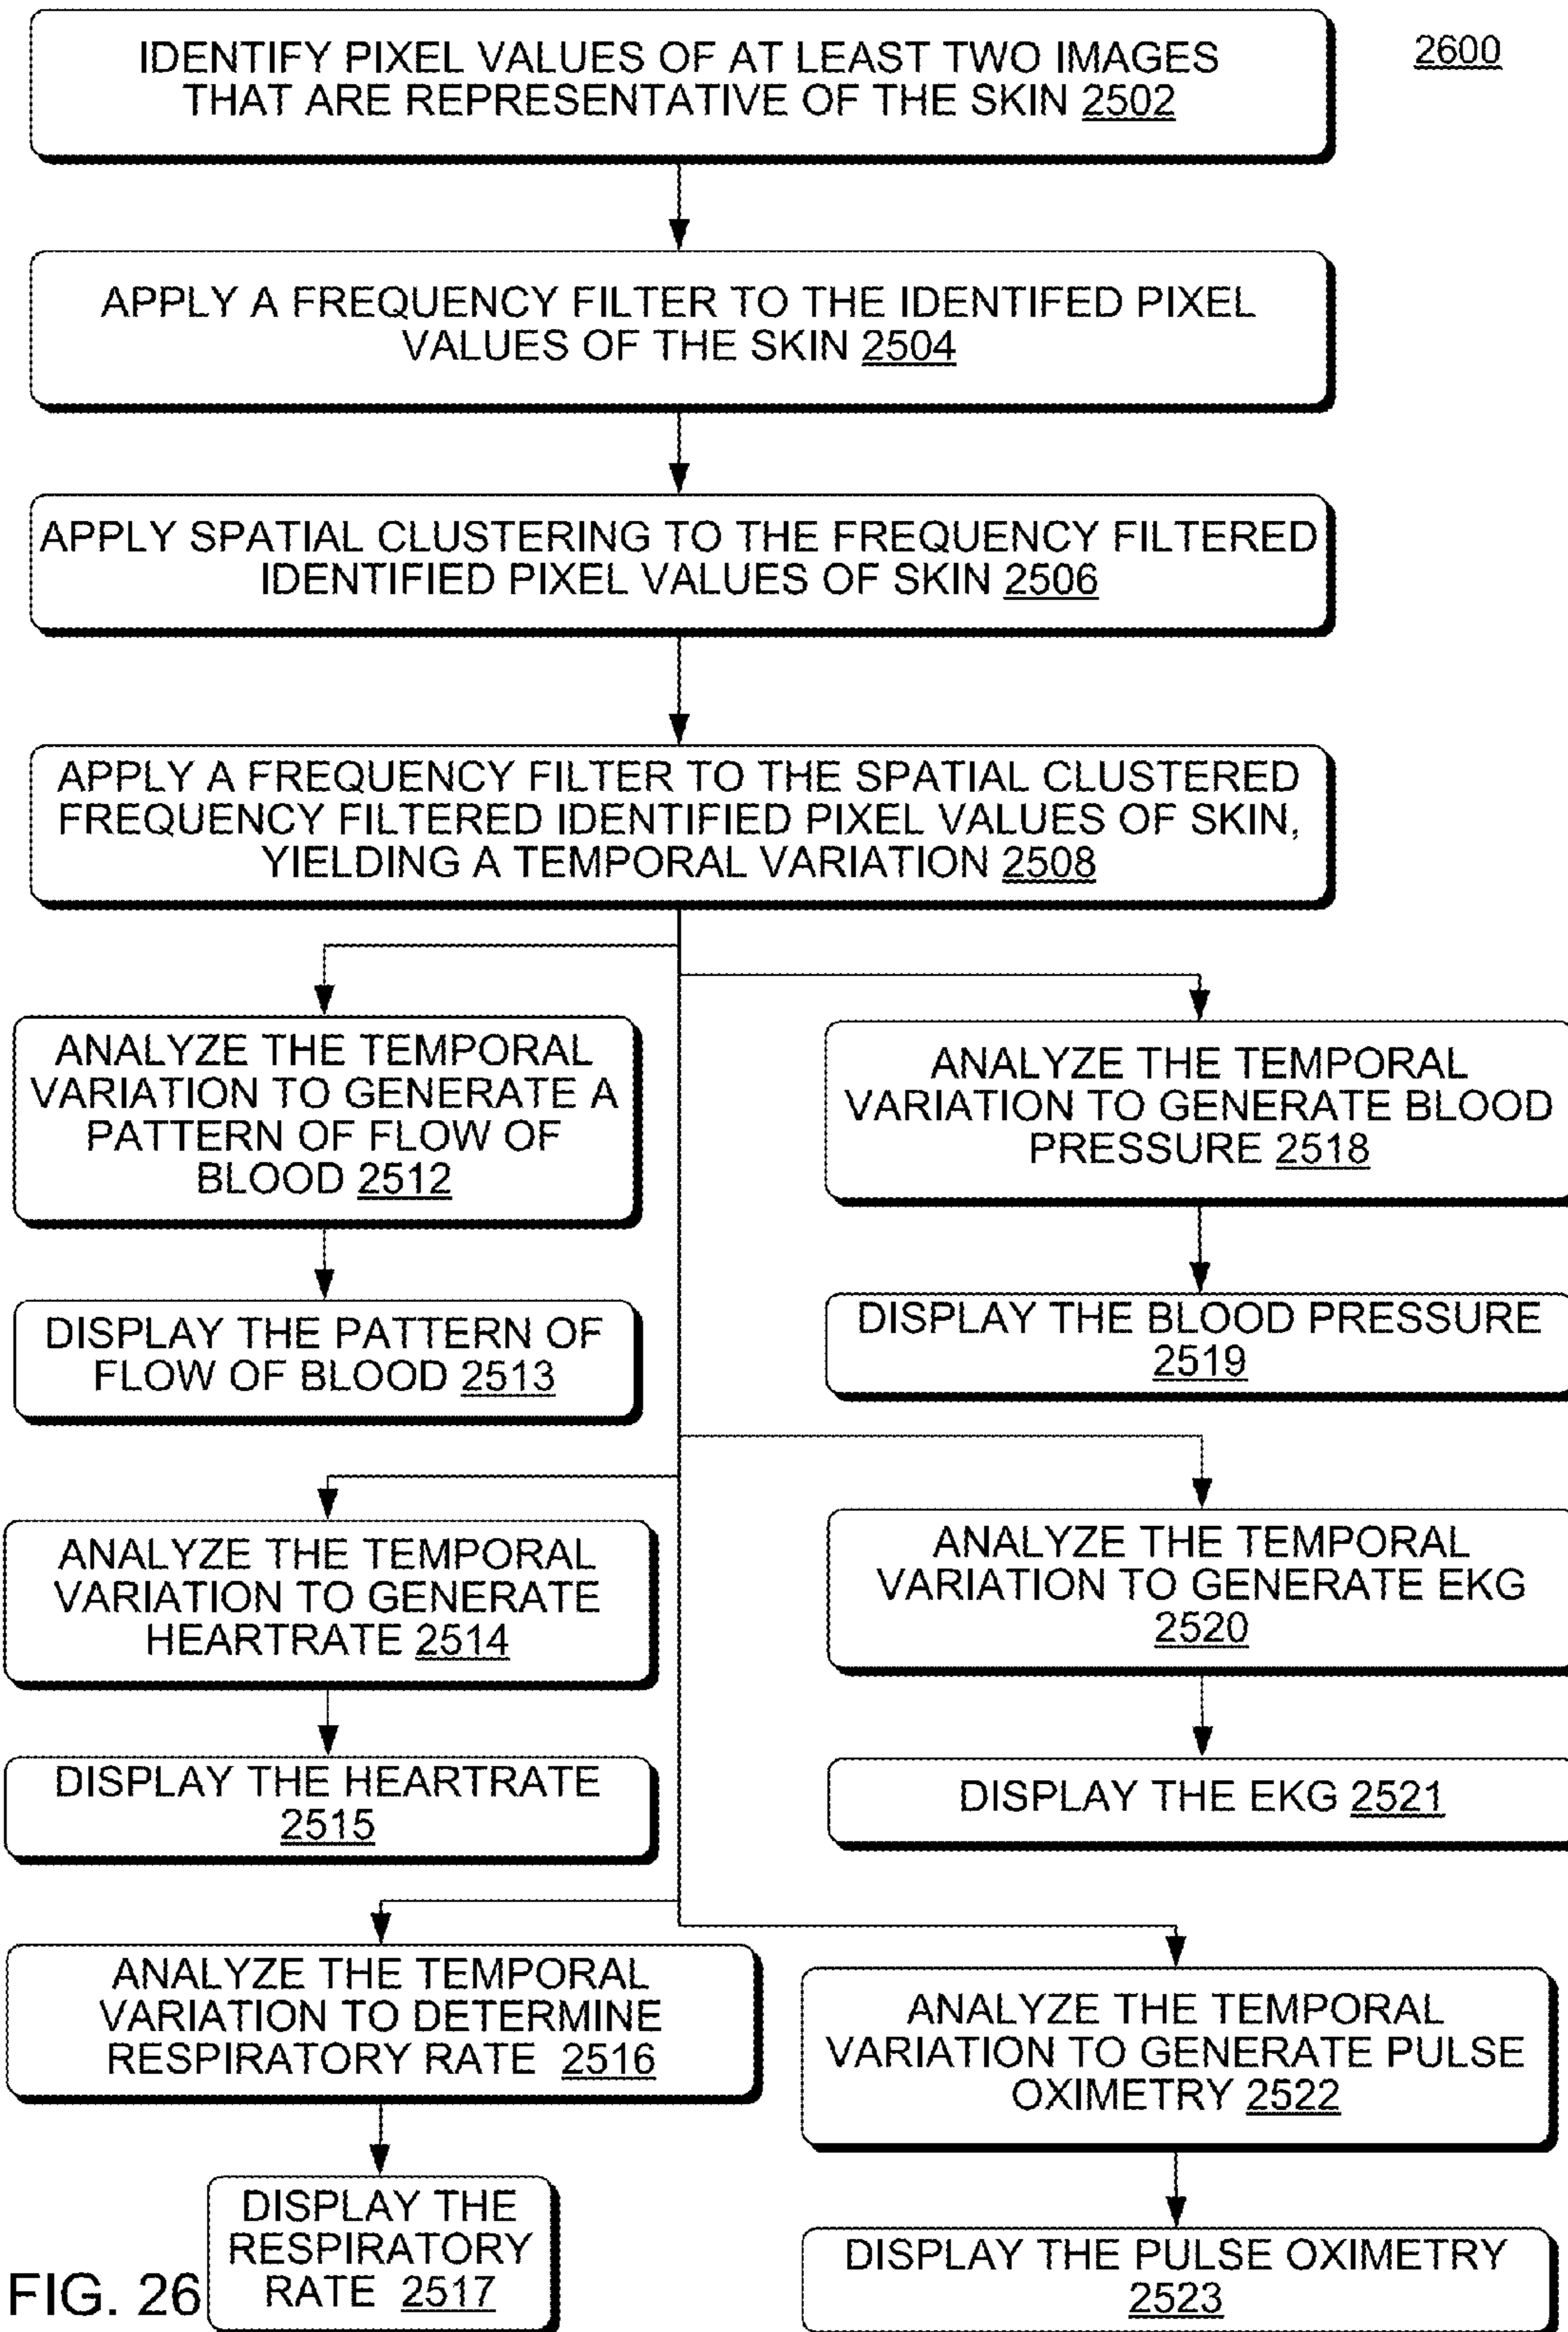 IDENTIFY PIXEL VALUES OF AT LEAST TWO IMAGES
THAT ARE REPRESENTATIVE OF THE SKIN 2502
2600
APPLY A FREQUENCY FILTER TO THE IDENTIFED PIXEL
VALUES OF THE SKIN 2504
APPLY SPATIAL CLUSTERING TO THE FREQUENCY FILTERED
IDENTIFIED PIXEL VALUES OF SKIN 2506
APPLY A FREQUENCY FILTER TO THE SPATIAL CLUSTERED
FREQUENCY FILTERED IDENTIFIED PIXEL VALUES OF SKIN,
YIELDING A TEMPORAL VARIATION 2508
ANALYZE THE TEMPORAL
VARIATION TO GENERATE A
PATTERN OF FLOW OF
BLOOD 2512
ANALYZE THE TEMPORAL
VARIATION TO GENERATE BLOOD
PRESSURE 2518
DISPLAY THE PATTERN OF
FLOW OF BLOOD 2513
DISPLAY THE BLOOD PRESSURE
2519
ANALYZE THE TEMPORAL
VARIATION TO GENERATE
HEARTRATE 2514
ANALYZE THE TEMPORAL
VARIATION TO GENERATE EKG
2520
DISPLAY THE HEARTRATE
2515
DISPLAY THE EKG 2521
ANALYZE THE TEMPORAL
VARIATION TO DETERMINE
RESPIRATORY RATE 2516
ANALYZE THE TEMPORAL
VARIATION TO GENERATE PULSE
OXIMETRY 2522
DISPLAY THE
RESPIRATORY
RATE 2517
DISPLAY THE PULSE OXIMETRY
2523
FIG. 26